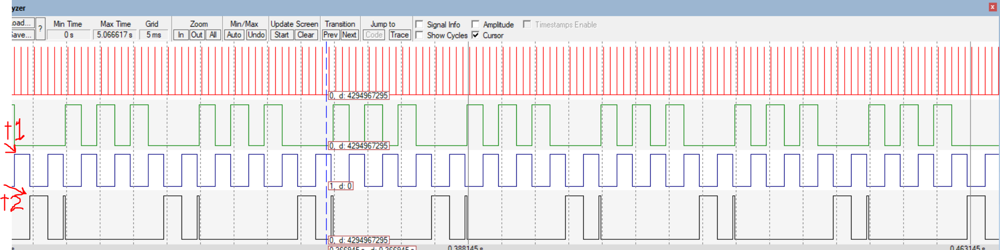 yzer
.oad... Min Time Max Time Grid Zoom Min/Max Update Screen Transition Jump to Signal Info Amplitude Timestamps Enable
Save... ? 0 s 5.066617 s 5 ms In Out All Auto Undo Start Clear Prev Next Code Trace Show Cycles Cursor
0, d: 4294967295
t1
0, d: 4294967295
1, d: 0
t2
0, d: 4294967295
s 0.366945 s, d: 0.366945 s 0.388145 s 0.463145 s